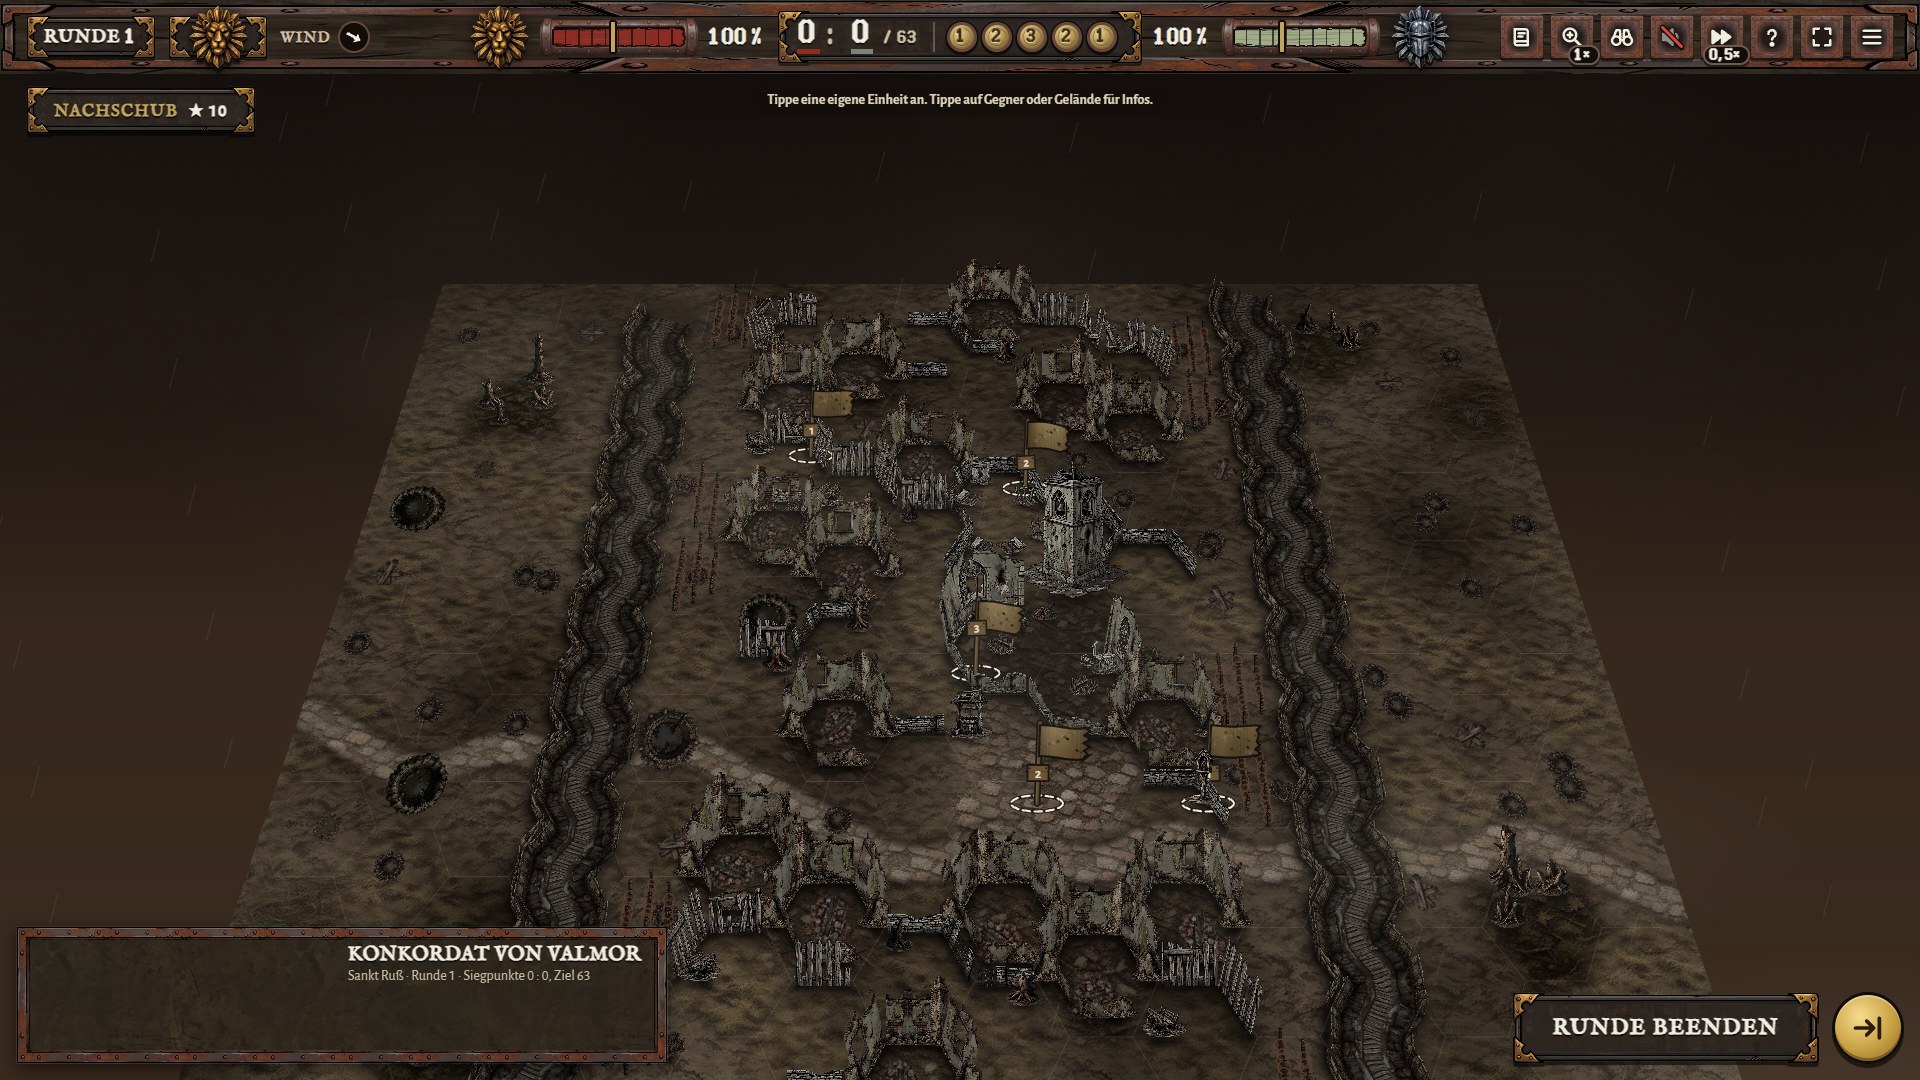 RUNDE 1
WIND
100%
0 : 0 / 63
1 2 3 2 1
100%
1×
0,5×
?
NACHSCHUB ★ 10
Tippe eine eigene Einheit an. Tippe auf Gegner oder Gelände für Infos.
1
2
3
2
KONKORDAT VON VALMOR
Sankt Ruß · Runde 1 · Siegpunkte 0 : 0, Ziel 63
RUNDE BEENDEN